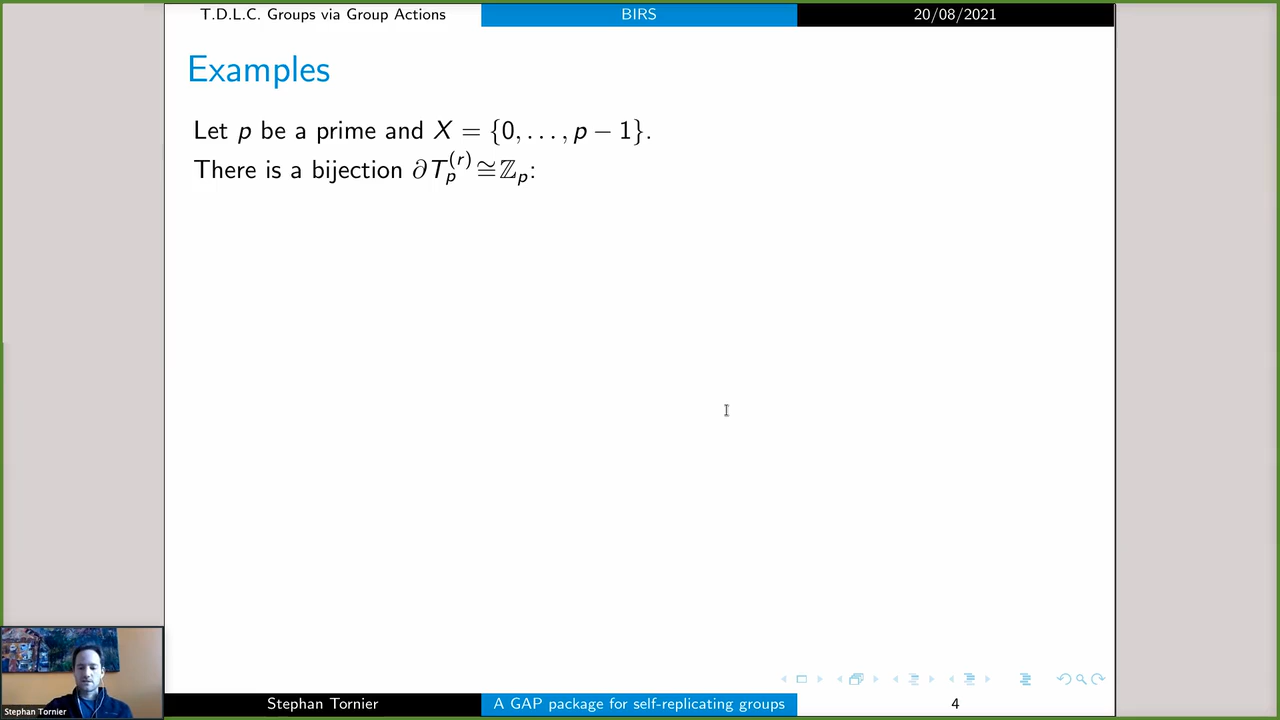 T.D.L.C. Groups via Group Actions BIRS 20/08/2021
Examples
Let p be a prime and X = {0, . . . , p − 1}.
There is a bijection ∂T_p^{(r)} ≅ ℤ_p:
Stephan Tornier
Stephan Tornier A GAP package for self-replicating groups 4